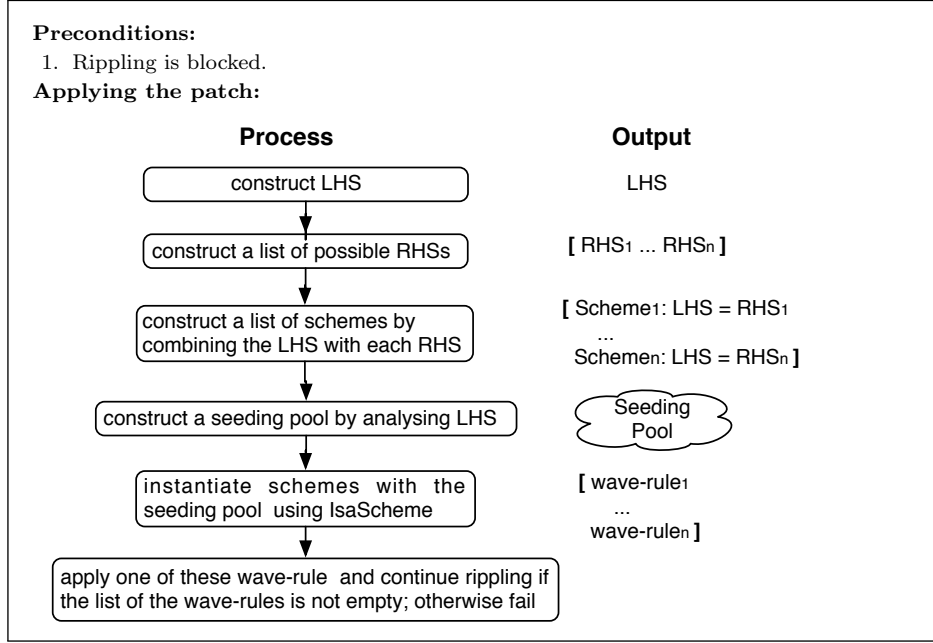 Preconditions:
1. Rippling is blocked.
Applying the patch:
Process
Output
construct LHS
LHS
construct a list of possible RHSs
[ RHS1 ... RHSn ]
construct a list of schemes by
combining the LHS with each RHS
[ Scheme1: LHS = RHS1
...
Schemen: LHS = RHSn ]
construct a seeding pool by analysing LHS
Seeding
Pool
instantiate schemes with the
seeding pool using IsaScheme
[ wave-rule1
...
wave-rulen ]
apply one of these wave-rule and continue rippling if
the list of the wave-rules is not empty; otherwise fail